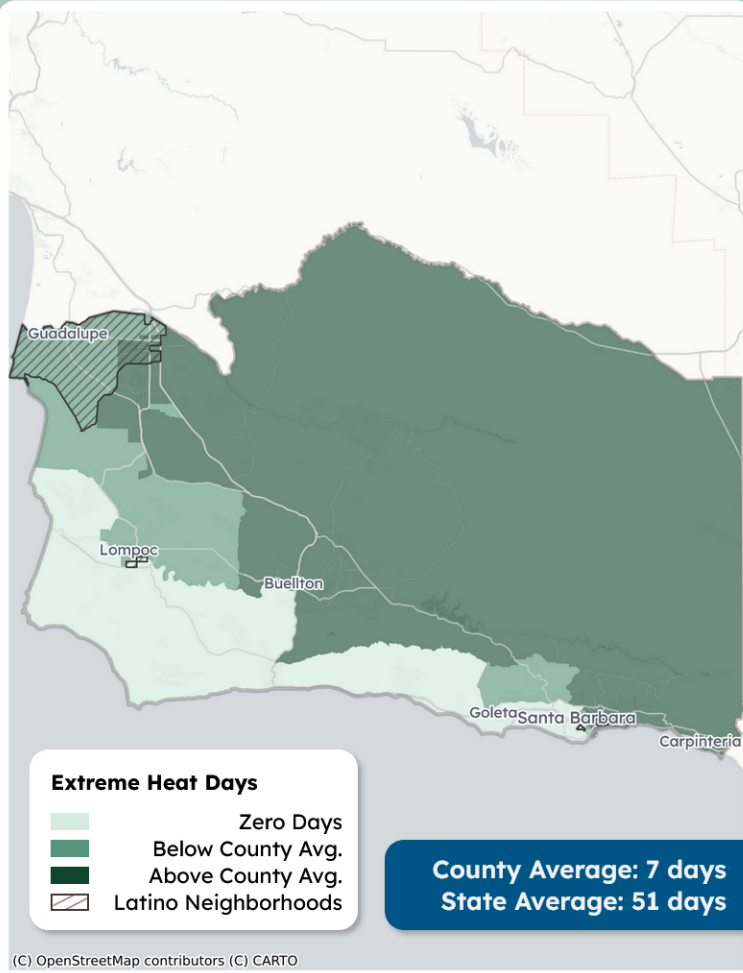 Guadalupe
Lompoc
Buellton
Goleta
Santa Barbara
Carpinteria
Extreme Heat Days
Zero Days
Below County Avg.
Above County Avg.
Latino Neighborhoods
County Average: 7 days
State Average: 51 days
(C) OpenStreetMap contributors (C) CARTO